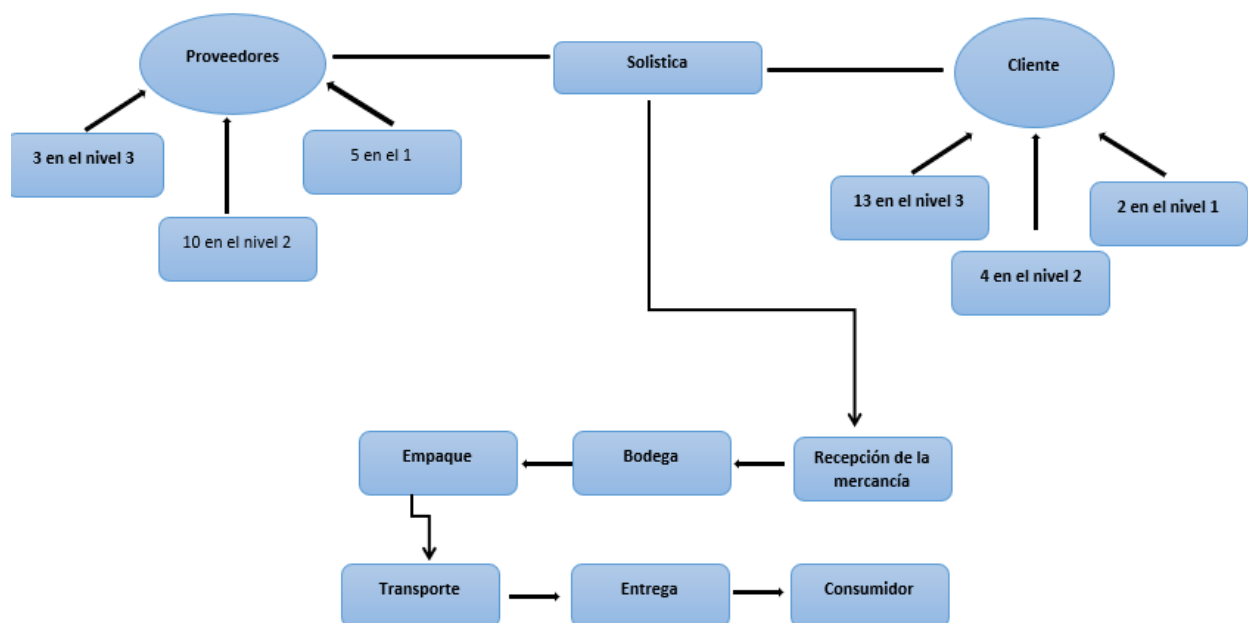 Proveedores
Solistica
Cliente
3 en el nivel 3
5 en el 1
10 en el nivel 2
13 en el nivel 3
2 en el nivel 1
4 en el nivel 2
Empaque
Bodega
Recepción de la
mercancía
Transporte
Entrega
Consumidor